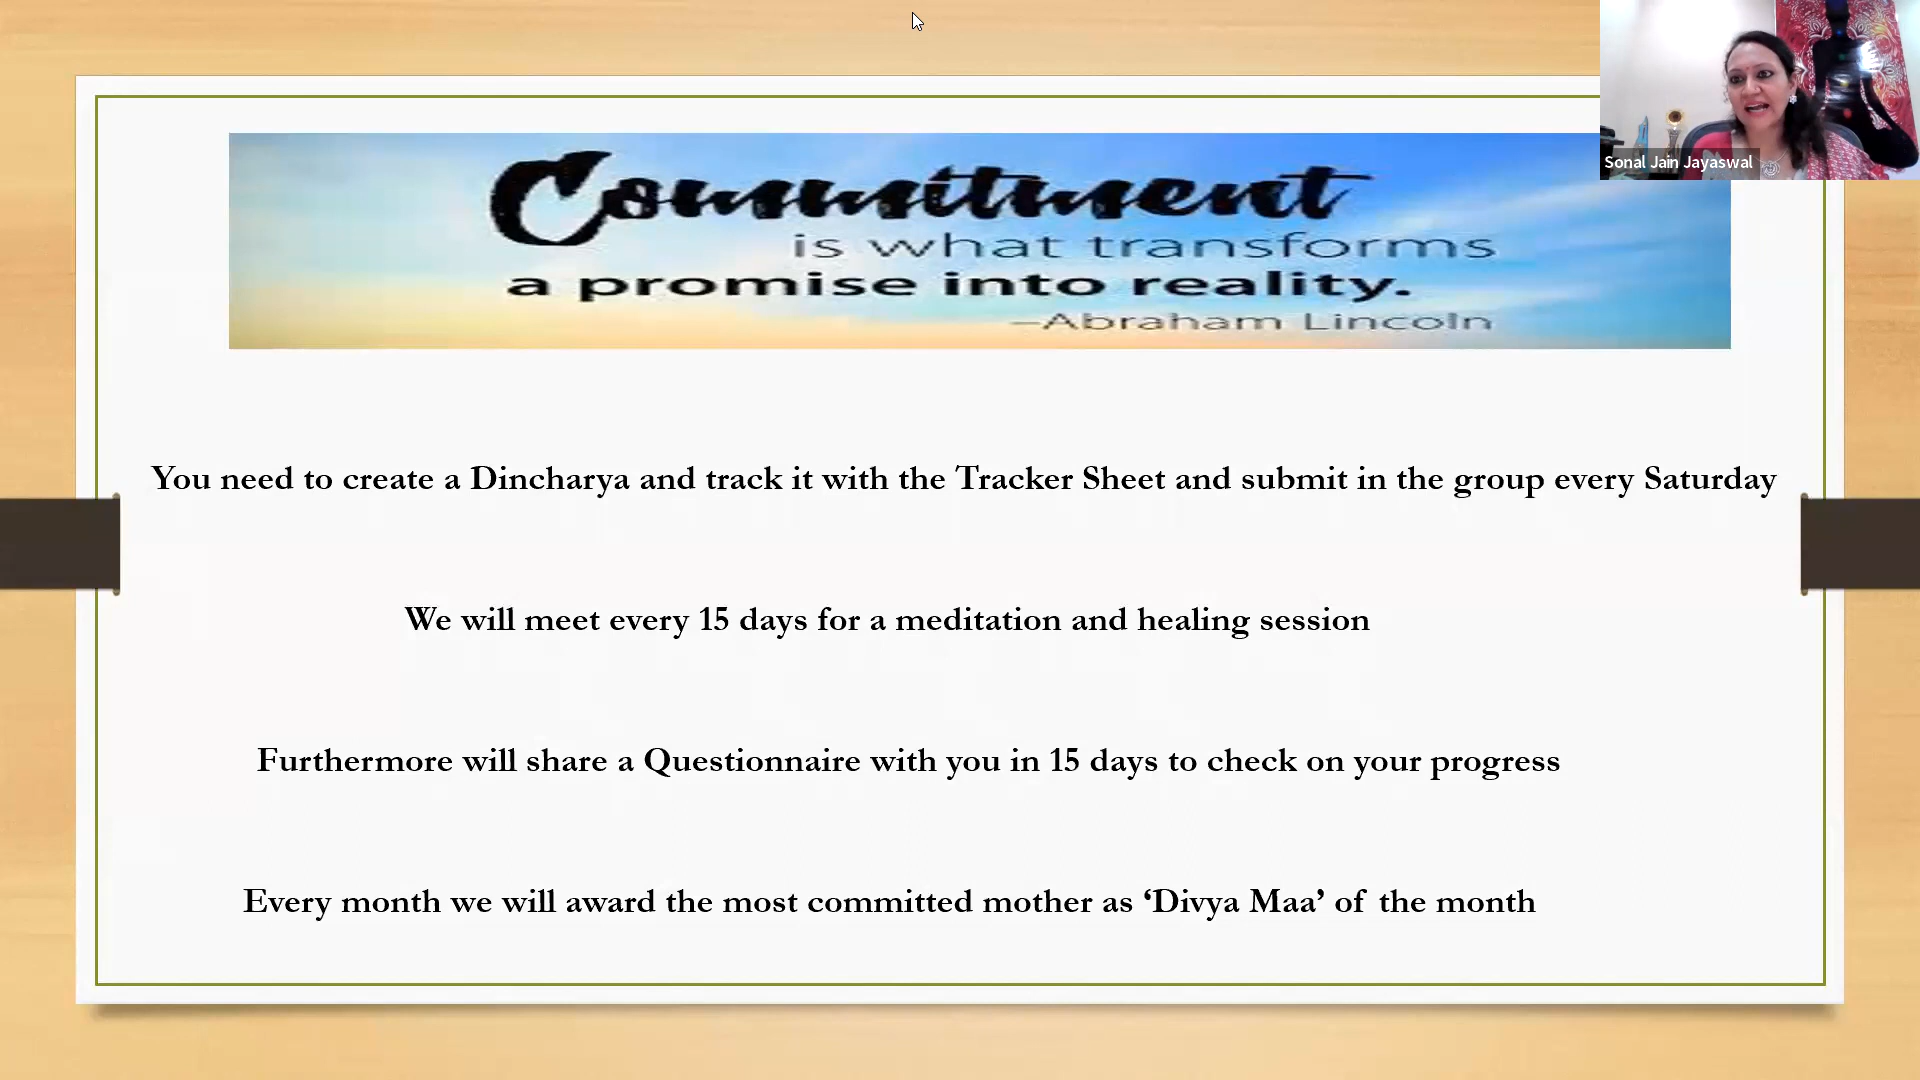 Commitment
is what transforms
a promise into reality.
–Abraham Lincoln
Sonal Jain Jayaswal
You need to create a Dincharya and track it with the Tracker Sheet and submit in the group every Saturday
We will meet every 15 days for a meditation and healing session
Furthermore will share a Questionnaire with you in 15 days to check on your progress
Every month we will award the most committed mother as ‘Divya Maa’ of the month